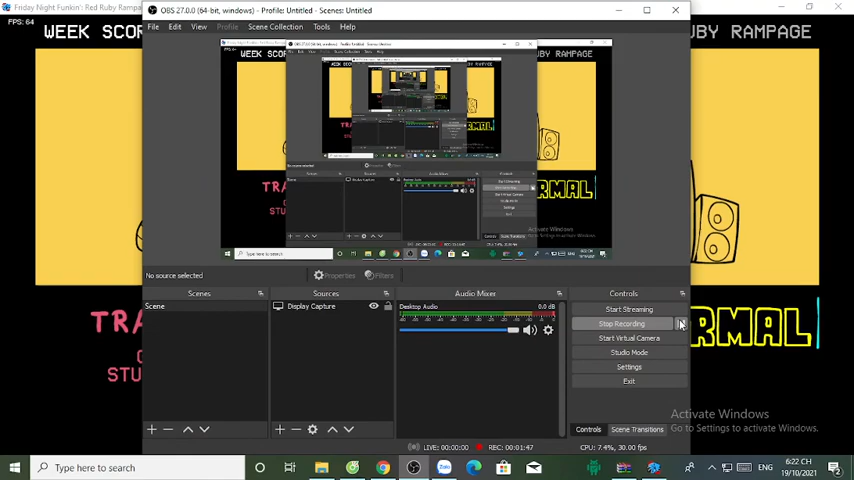 Friday Night Funkin': Red Ruby Rampage
FPS: 64
WEEK SCOR
RUBY RAMPAGE
OBS 27.0.0 (64-bit, windows) - Profile: Untitled - Scenes: Untitled
File Edit View Profile Scene Collection Tools Help
No source selected
Properties
Filters
Scenes
Sources
Audio Mixer
Controls
Scene
Display Capture
Desktop Audio
0.0 dB
Start Streaming
Stop Recording
Start Virtual Camera
Studio Mode
Settings
Exit
TRA
STU
RMAL
Controls
Scene Transitions
LIVE: 00:00:00
REC: 00:01:47
CPU: 7.4%, 30.00 fps
Activate Windows
Go to Settings to activate Windows.
Type here to search
Zalo
ENG
6:22 CH
19/10/2021
2